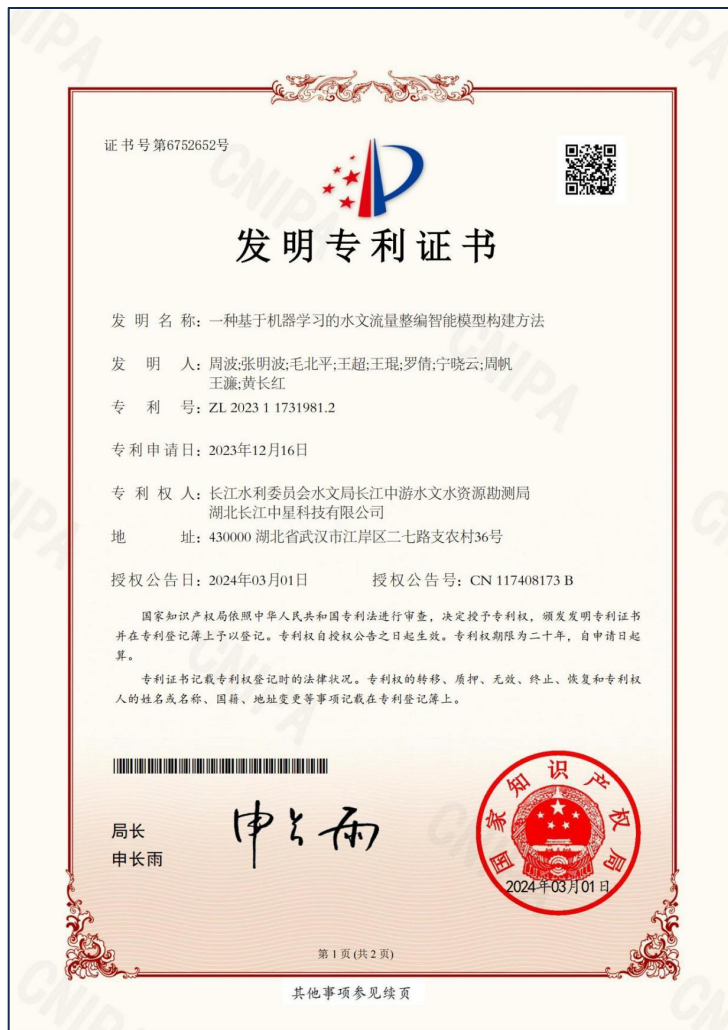 证书号第6752652号
发明专利证书
发明名称：一种基于机器学习的水文流量整编智能模型构建方法
发明人：周波;张明波;毛北平;王超;王琨;罗倩;宁晓云;周帆
王濂;黄长红
专利号：ZL 2023 1 1731981.2
专利申请日：2023年12月16日
专利权人：长江水利委员会水文局长江中游水文水资源勘测局
湖北长江中星科技有限公司
地址：430000 湖北省武汉市江岸区二七路支农村36号
授权公告日：2024年03月01日 授权公告号：CN 117408173 B
国家知识产权局依照中华人民共和国专利法进行审查，决定授予专利权，颁发发明专利证书
并在专利登记簿上予以登记。专利权自授权公告之日起生效。专利权期限为二十年，自申请日起
算。
专利证书记载专利权登记时的法律状况。专利权的转移、质押、无效、终止、恢复和专利权
人的姓名或名称、国籍、地址变更等事项记载在专利登记簿上。
局长
申长雨
申长雨
国家知识产权局
2024年03月01日
第 1 页 (共 2 页)
其他事项参见续页
CNIPA
CNIPA
CNIPA
CNIPA
CNIPA
CNIPA